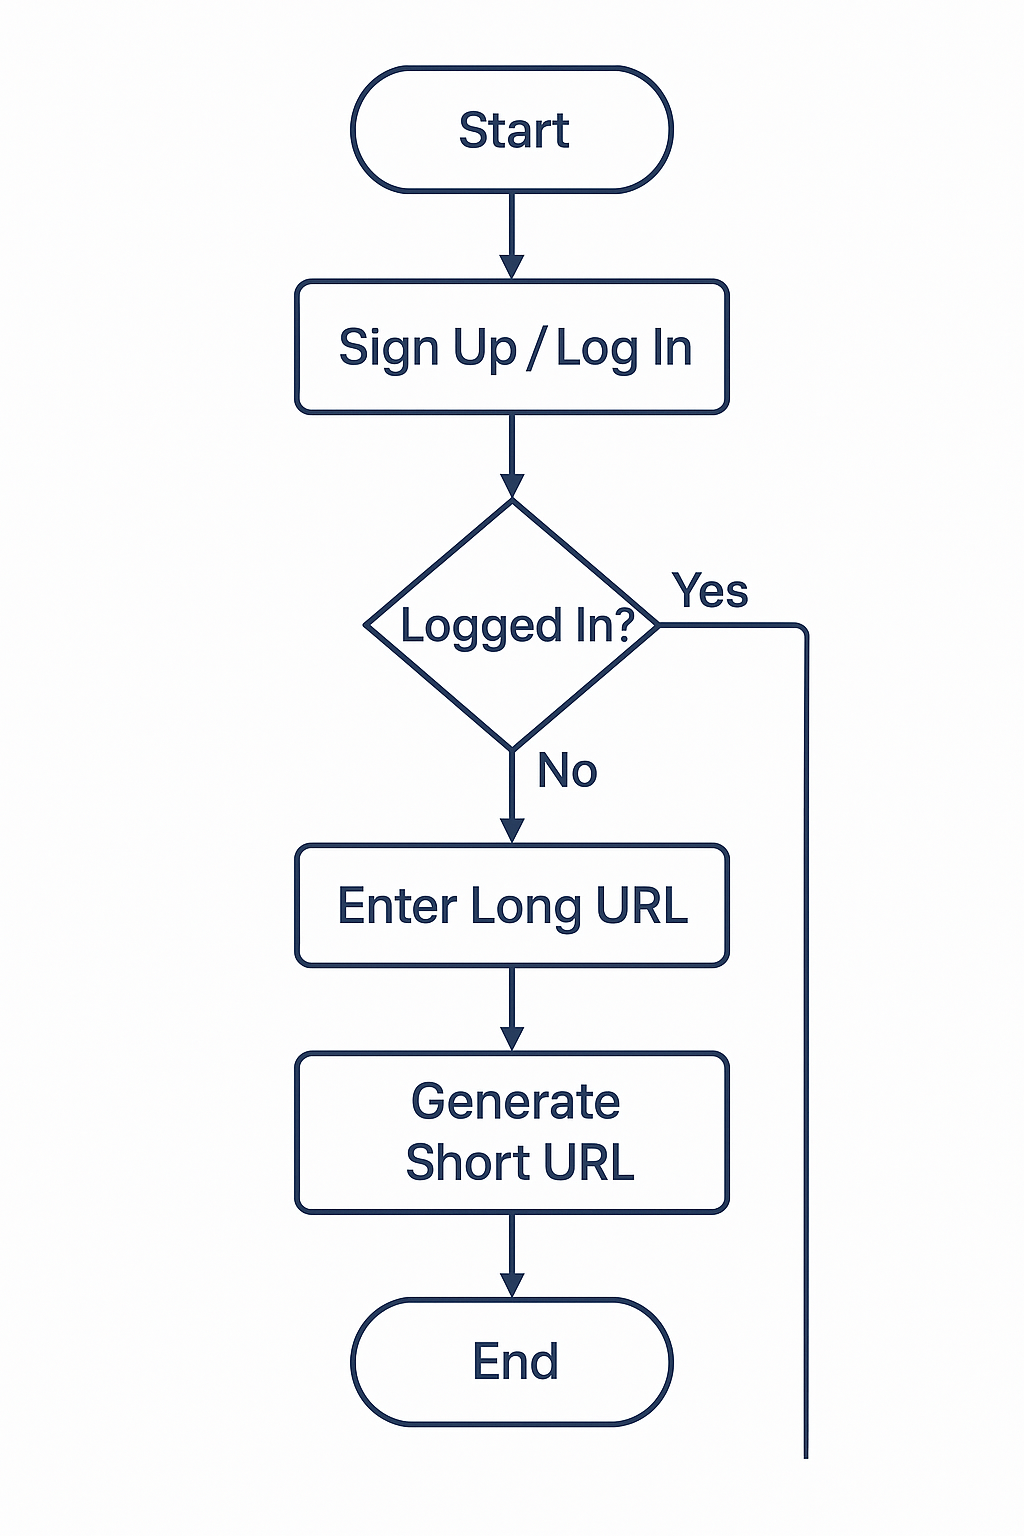 Start
Sign Up / Log In
Logged In?
Yes
No
Enter Long URL
Generate
Short URL
End